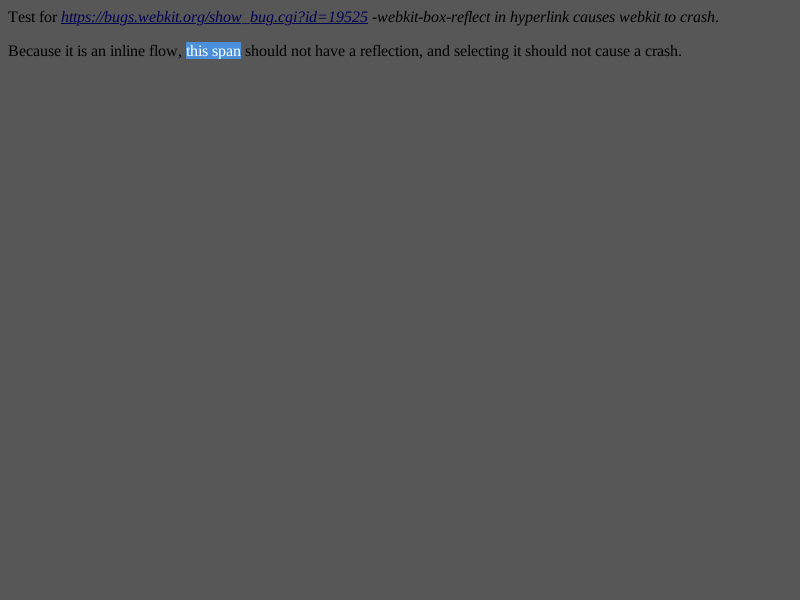 Test for https://bugs.webkit.org/show_bug.cgi?id=19525 -webkit-box-reflect in hyperlink causes webkit to crash.
Because it is an inline flow, this span should not have a reflection, and selecting it should not cause a crash.